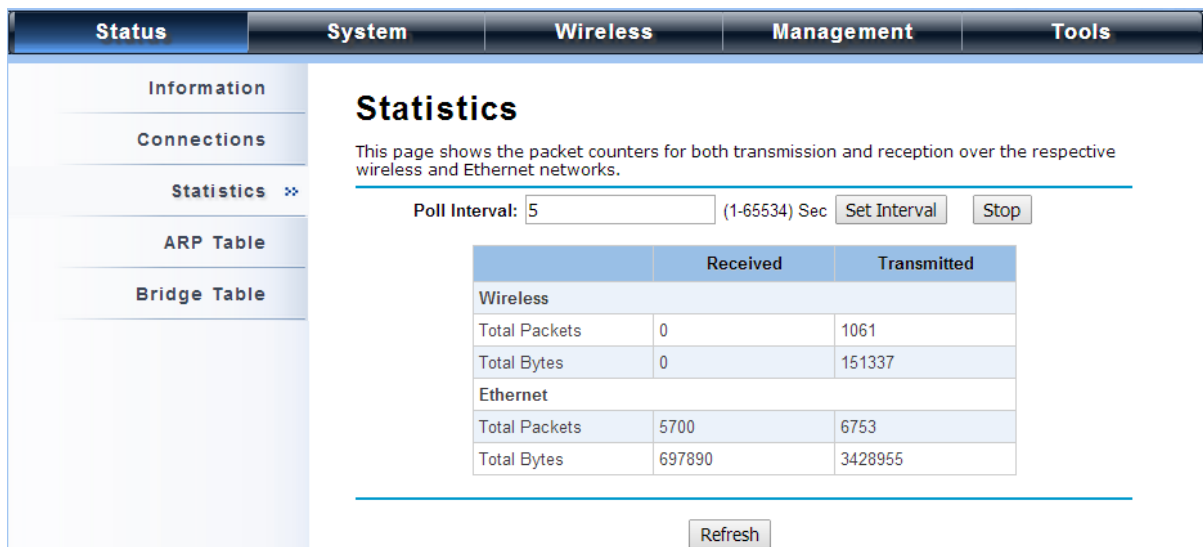 Status System Wireless Management Tools
Information
Connections
Statistics »
ARP Table
Bridge Table
Statistics
This page shows the packet counters for both transmission and reception over the respective
wireless and Ethernet networks.
Poll Interval: 5 (1-65534) Sec Set Interval Stop
Received Transmitted
Wireless
Total Packets 0 1061
Total Bytes 0 151337
Ethernet
Total Packets 5700 6753
Total Bytes 697890 3428955
Refresh